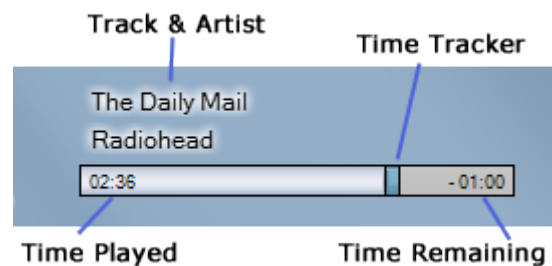 Track & Artist
Time Tracker
The Daily Mail
Radiohead
02:36
- 01:00
Time Played
Time Remaining